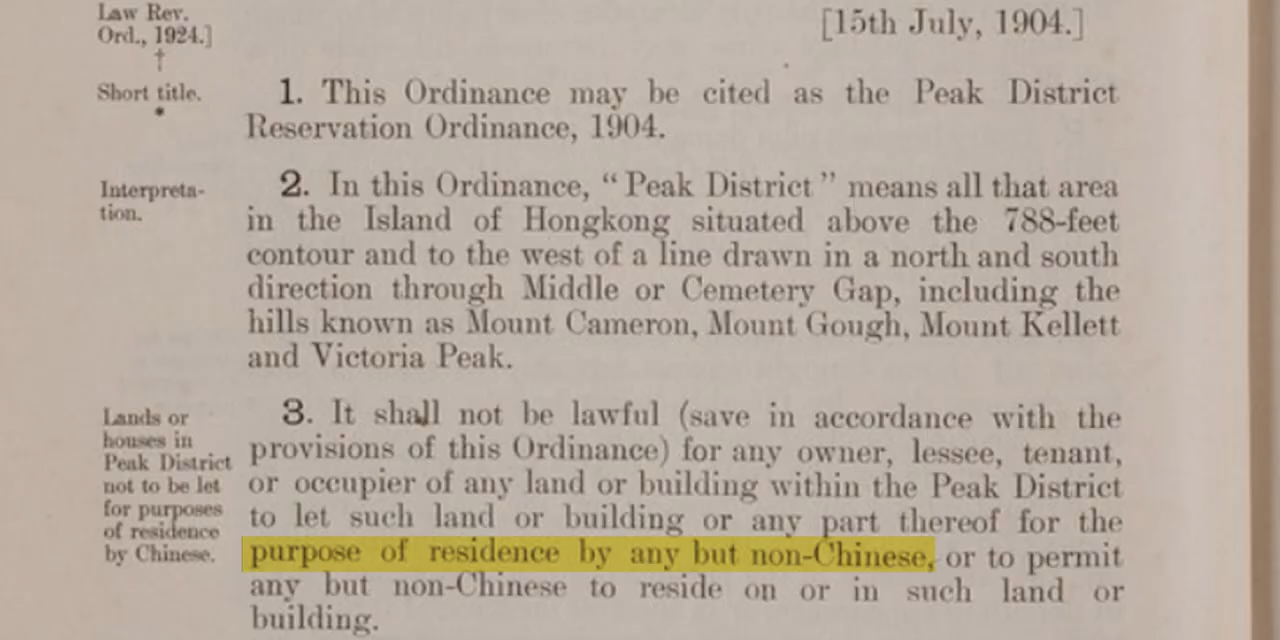 Law Rev.
Ord., 1924.]
†
[15th July, 1904.]
Short title.
*
1. This Ordinance may be cited as the Peak District
Reservation Ordinance, 1904.
Interpreta-
tion.
2. In this Ordinance, “Peak District” means all that area
in the Island of Hongkong situated above the 788-feet
contour and to the west of a line drawn in a north and south
direction through Middle or Cemetery Gap, including the
hills known as Mount Cameron, Mount Gough, Mount Kellett
and Victoria Peak.
Lands or
houses in
Peak District
not to be let
for purposes
of residence
by Chinese.
3. It shall not be lawful (save in accordance with the
provisions of this Ordinance) for any owner, lessee, tenant,
or occupier of any land or building within the Peak District
to let such land or building or any part thereof for the
purpose of residence by any but non-Chinese, or to permit
any but non-Chinese to reside on or in such land or
building.